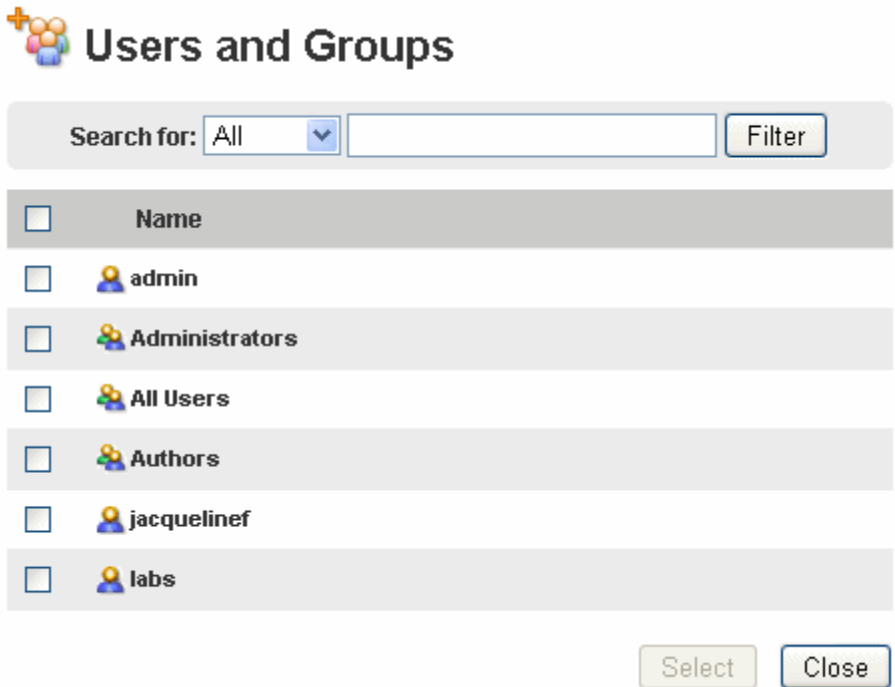 Users and Groups
Search for: All Filter
Name
admin
Administrators
All Users
Authors
jacquelinef
labs
Select Close